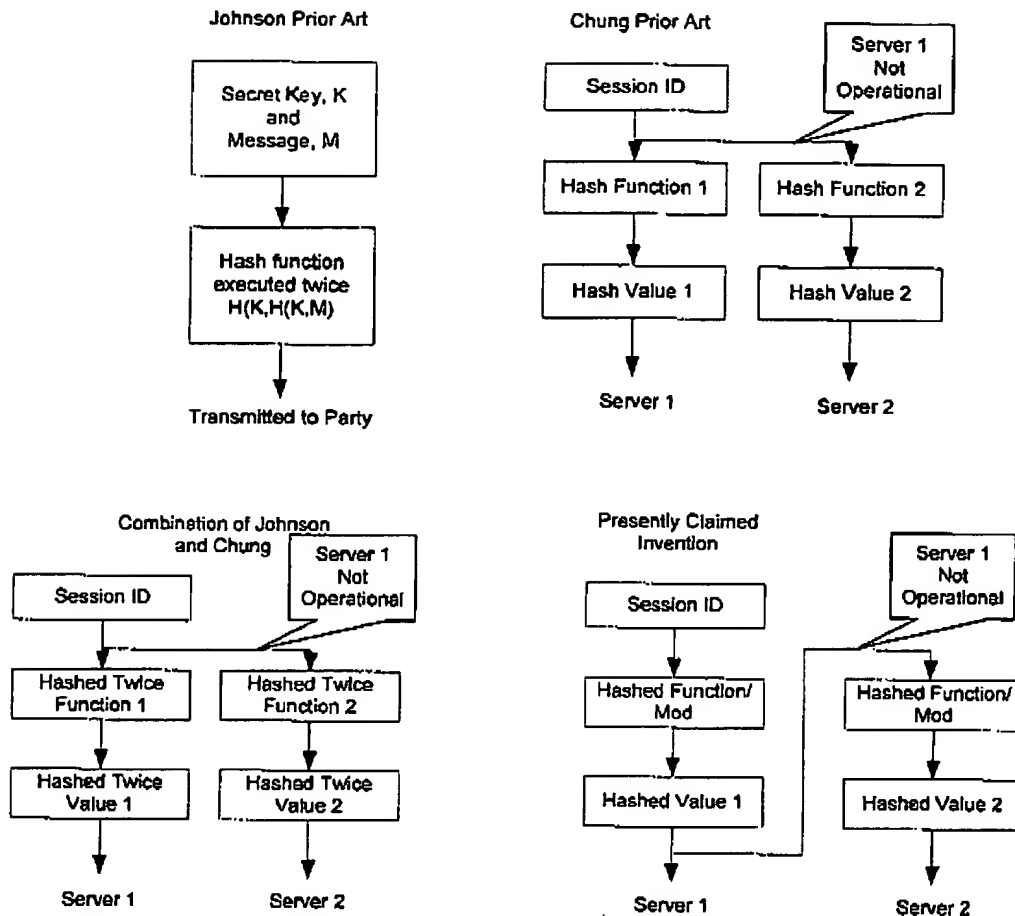 Johnson Prior Art
Secret Key, K
and
Message, M
Hash function
executed twice
H(K,H(K,M)
Transmitted to Party
Chung Prior Art
Server 1
Not
Operational
Session ID
Hash Function 1
Hash Function 2
Hash Value 1
Hash Value 2
Server 1
Server 2
Combination of Johnson
and Chung
Server 1
Not
Operational
Session ID
Hashed Twice
Function 1
Hashed Twice
Function 2
Hashed Twice
Value 1
Hashed Twice
Value 2
Server 1
Server 2
Presently Claimed
Invention
Server 1
Not
Operational
Session ID
Hashed Function/
Mod
Hashed Function/
Mod
Hashed Value 1
Hashed Value 2
Server 1
Server 2